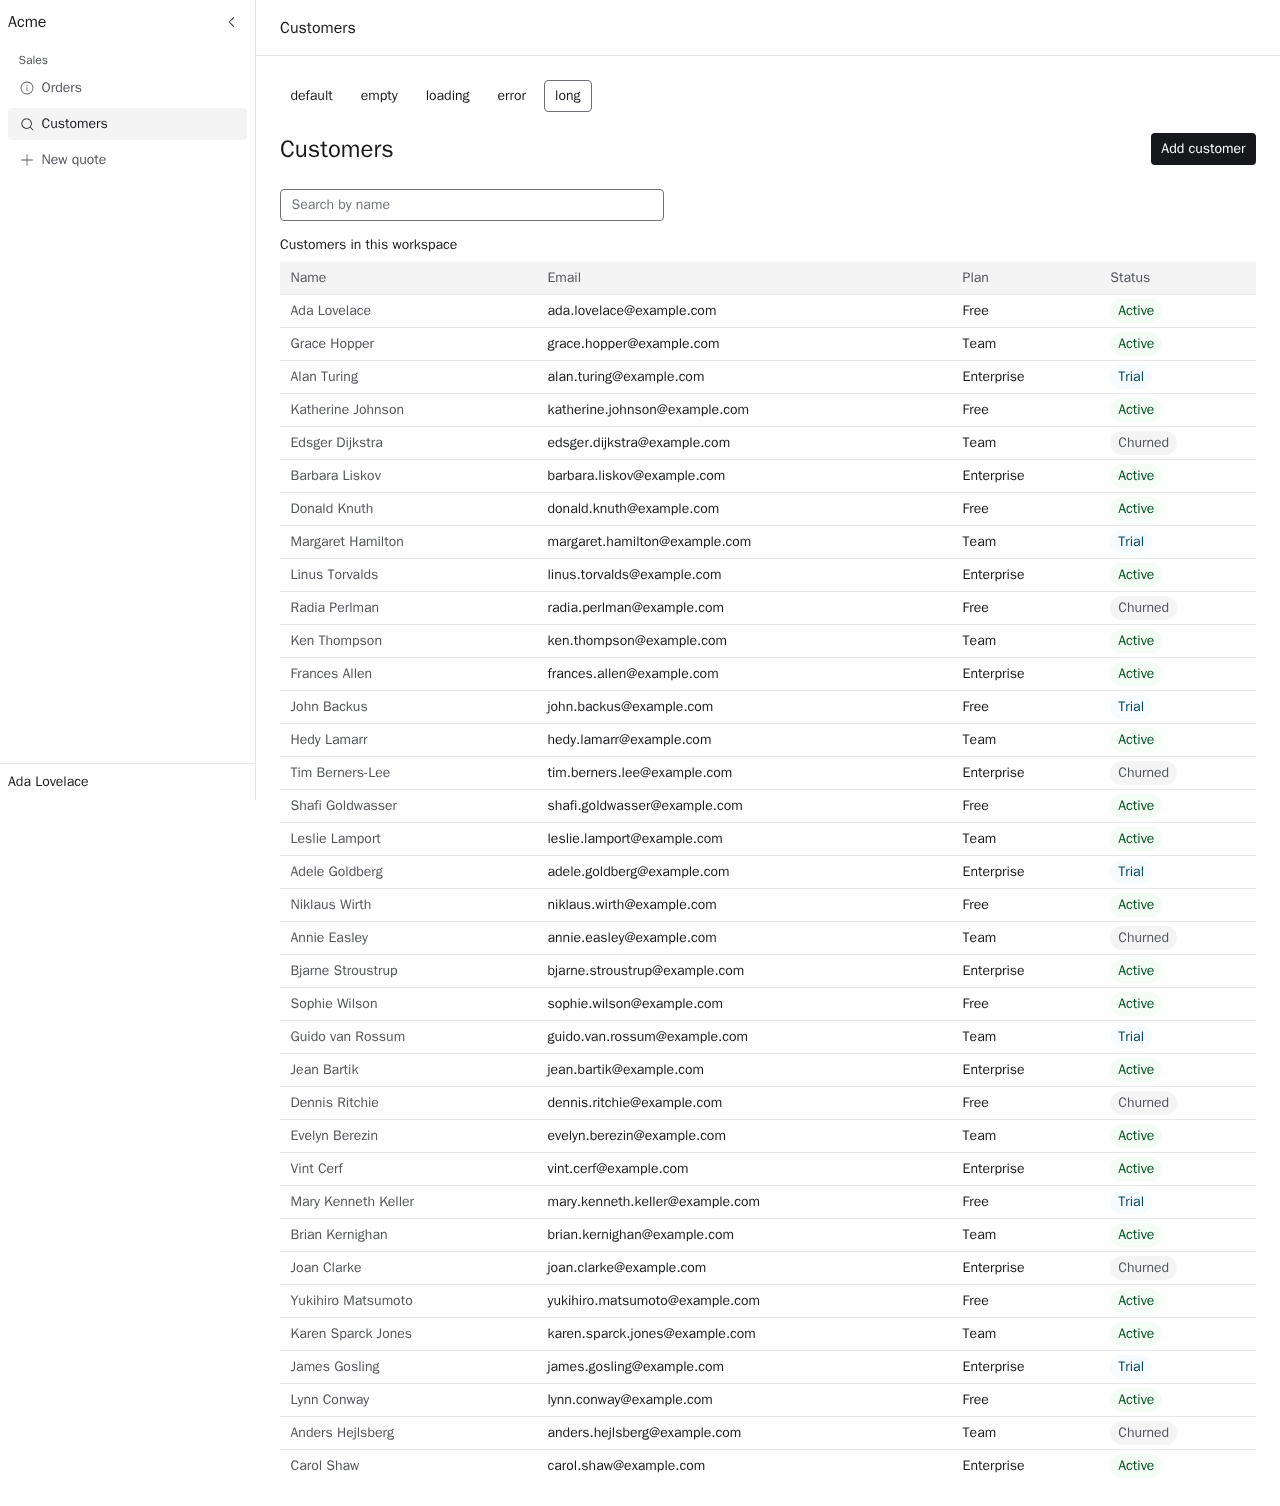 Acme
Sales
Orders
Customers
New quote
Ada Lovelace
Customers
default empty loading error long
Customers
Add customer
Search by name
Customers in this workspace
Name Email Plan Status
Ada Lovelace ada.lovelace@example.com Free Active
Grace Hopper grace.hopper@example.com Team Active
Alan Turing alan.turing@example.com Enterprise Trial
Katherine Johnson katherine.johnson@example.com Free Active
Edsger Dijkstra edsger.dijkstra@example.com Team Churned
Barbara Liskov barbara.liskov@example.com Enterprise Active
Donald Knuth donald.knuth@example.com Free Active
Margaret Hamilton margaret.hamilton@example.com Team Trial
Linus Torvalds linus.torvalds@example.com Enterprise Active
Radia Perlman radia.perlman@example.com Free Churned
Ken Thompson ken.thompson@example.com Team Active
Frances Allen frances.allen@example.com Enterprise Active
John Backus john.backus@example.com Free Trial
Hedy Lamarr hedy.lamarr@example.com Team Active
Tim Berners-Lee tim.berners.lee@example.com Enterprise Churned
Shafi Goldwasser shafi.goldwasser@example.com Free Active
Leslie Lamport leslie.lamport@example.com Team Active
Adele Goldberg adele.goldberg@example.com Enterprise Trial
Niklaus Wirth niklaus.wirth@example.com Free Active
Annie Easley annie.easley@example.com Team Churned
Bjarne Stroustrup bjarne.stroustrup@example.com Enterprise Active
Sophie Wilson sophie.wilson@example.com Free Active
Guido van Rossum guido.van.rossum@example.com Team Trial
Jean Bartik jean.bartik@example.com Enterprise Active
Dennis Ritchie dennis.ritchie@example.com Free Churned
Evelyn Berezin evelyn.berezin@example.com Team Active
Vint Cerf vint.cerf@example.com Enterprise Active
Mary Kenneth Keller mary.kenneth.keller@example.com Free Trial
Brian Kernighan brian.kernighan@example.com Team Active
Joan Clarke joan.clarke@example.com Enterprise Churned
Yukihiro Matsumoto yukihiro.matsumoto@example.com Free Active
Karen Sparck Jones karen.sparck.jones@example.com Team Active
James Gosling james.gosling@example.com Enterprise Trial
Lynn Conway lynn.conway@example.com Free Active
Anders Hejlsberg anders.hejlsberg@example.com Team Churned
Carol Shaw carol.shaw@example.com Enterprise Active